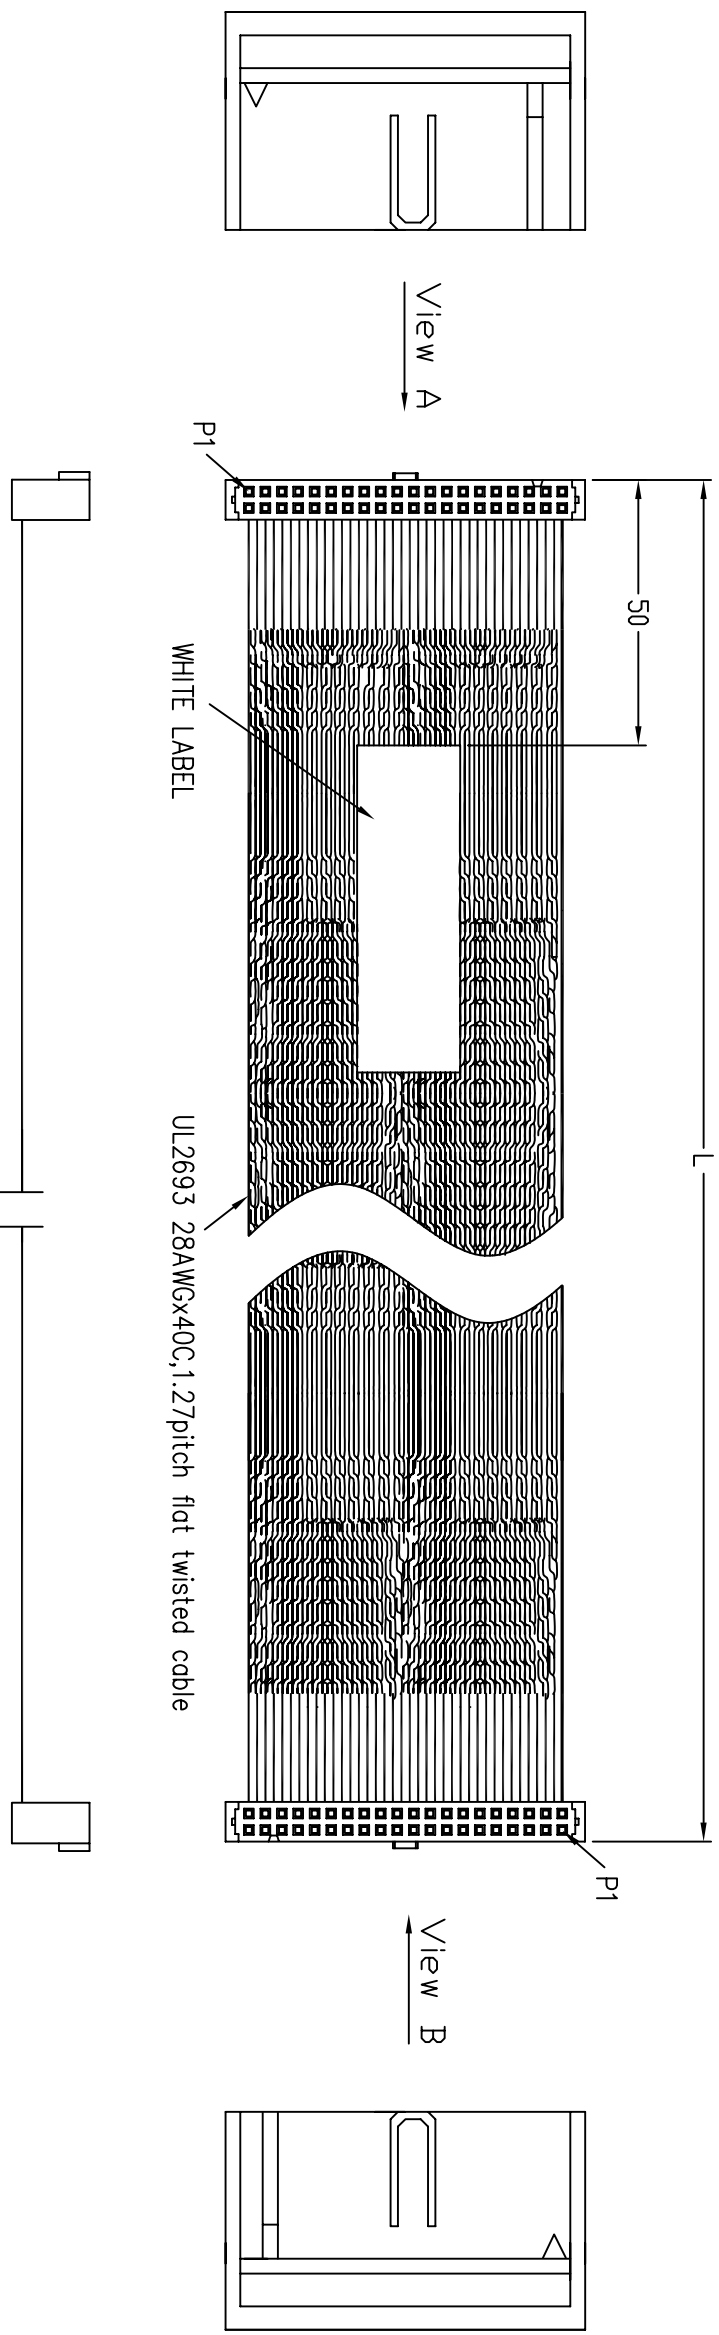 View A
P1
50
L
WHITE LABEL
UL2693 28AWGx40C,1.27pitch flat twisted cable
P1
View B